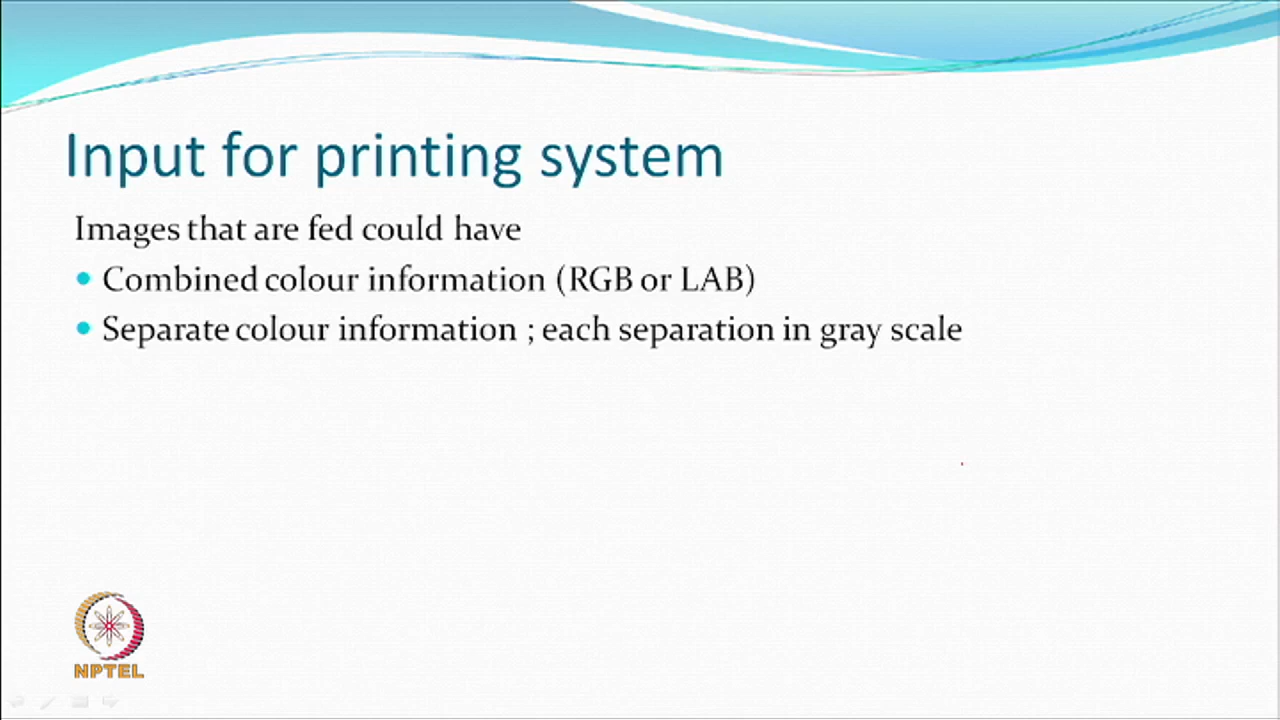 Input for printing system
Images that are fed could have
Combined colour information (RGB or LAB)
Separate colour information ; each separation in gray scale
NPTEL